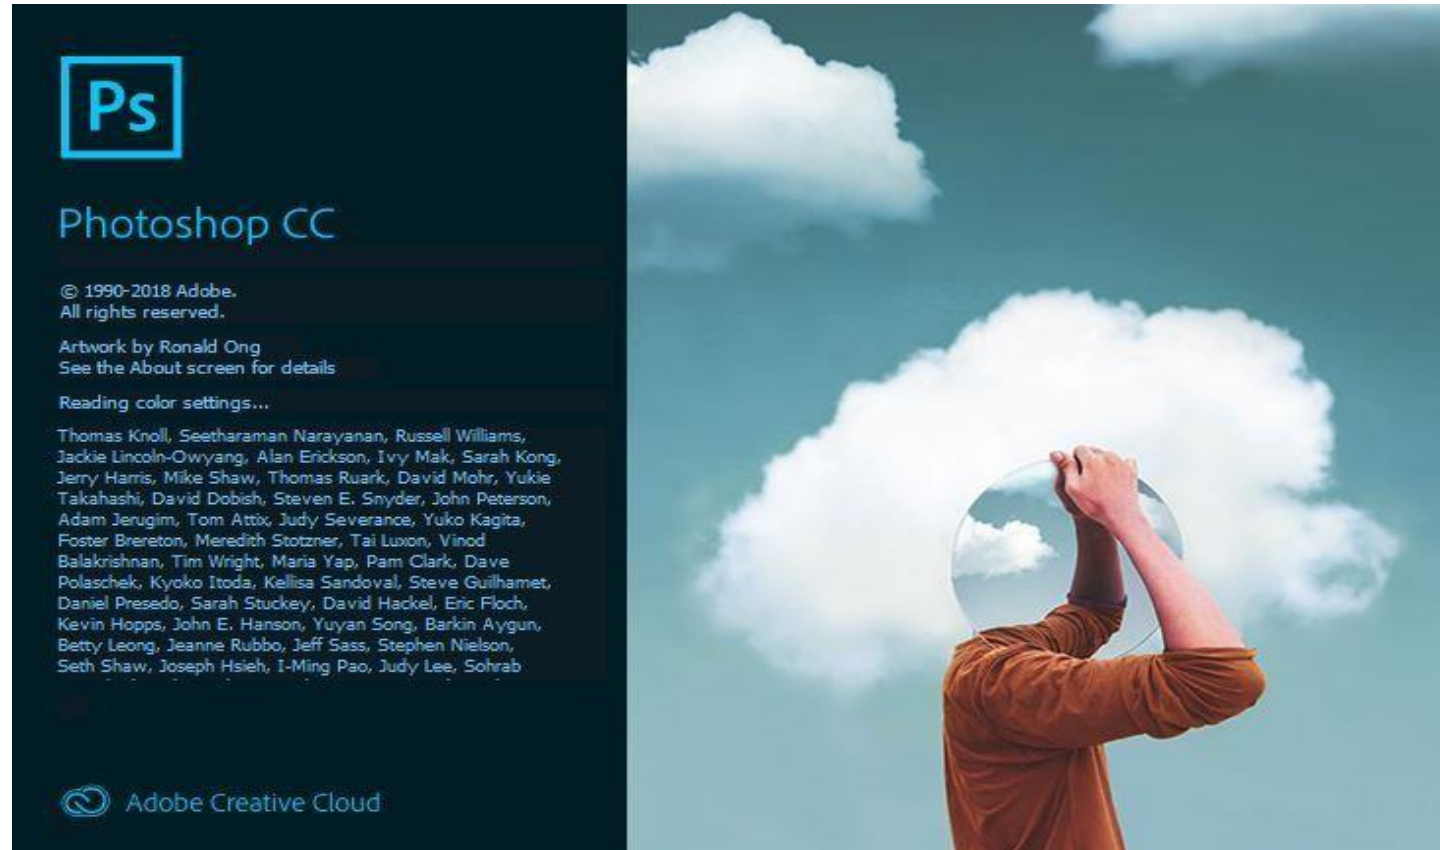 Ps
Photoshop CC
© 1990-2018 Adobe.
All rights reserved.
Artwork by Ronald Ong
See the About screen for details
Reading color settings...
Thomas Knoll, Seetharaman Narayanan, Russell Williams,
Jackie Lincoln-Owyang, Alan Erickson, Ivy Mak, Sarah Kong,
Jerry Harris, Mike Shaw, Thomas Ruark, David Mohr, Yukie
Takahashi, David Dobish, Steven E. Snyder, John Peterson,
Adam Jerugim, Tom Attix, Judy Severance, Yuko Kagita,
Foster Brereton, Meredith Stotzner, Tai Luxon, Vinod
Balakrishnan, Tim Wright, Maria Yap, Pam Clark, Dave
Polaschek, Kyoko Itoda, Kellisa Sandoval, Steve Guilhamet,
Daniel Presedo, Sarah Stuckey, David Hackel, Eric Floch,
Kevin Hopps, John E. Hanson, Yuyan Song, Barkin Aygun,
Betty Leong, Jeanne Rubbo, Jeff Sass, Stephen Nielson,
Seth Shaw, Joseph Hsieh, I-Ming Pao, Judy Lee, Sohrab
Adobe Creative Cloud